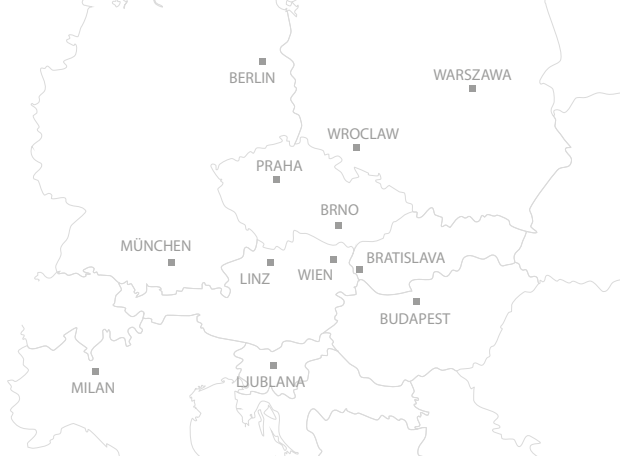 WARSZAWA
BERLIN
WROCLAW
PRAHA
BRNO
MÜNCHEN
BRATISLAVA
LINZ
WIEN
BUDAPEST
LJUBLANA
MILAN